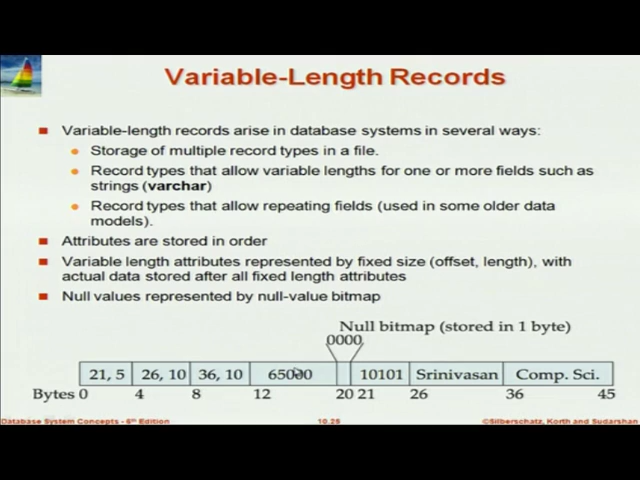 Variable-Length Records
Variable-length records arise in database systems in several ways:
Storage of multiple record types in a file.
Record types that allow variable lengths for one or more fields such as
strings (varchar)
Record types that allow repeating fields (used in some older data
models).
Attributes are stored in order
Variable length attributes represented by fixed size (offset, length), with
actual data stored after all fixed length attributes
Null values represented by null-value bitmap
Null bitmap (stored in 1 byte)
0000
21, 5 26, 10 36, 10 65000 10101 Srinivasan Comp. Sci.
Bytes 0 4 8 12 20 21 26 36 45
Database System Concepts - 6th Edition 10.25 ©Silberschatz, Korth and Sudarshan